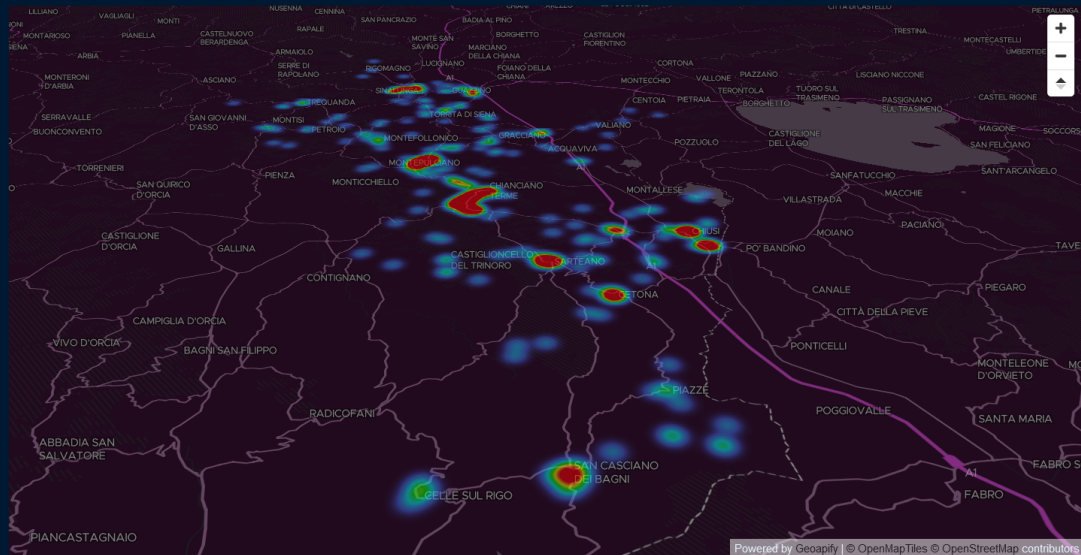 LILLIANO
VAGLIAGLI
MONTI
NUSENNA
CENNINA
SAN PANCRAZIO
BADIA AL PINO
CITTÀ DI CASTELLO
PIETRALUNGA
MONTARIOSO
PIANELLA
CASTELNUOVO
BERARDENGA
RAPALE
MONTE SAN
SAVINO
BORGHETTO
MARCIANO
DELLA CHIANA
CASTIGLION
FIORENTINO
TRESTINA
MONTECASTELLI
UMBERTIDE
ARBIA
ARMAIOLO
SERRE DI
RAPOLANO
RIGOMAGNO
LUCIGNANO
FOIANO DELLA
CHIANA
CORTONA
MONTERONI
D'ARBIA
ASCIANO
A1
MONTECCHIO
VALLONE
PIAZZANO
LISCIANO NICCONE
TERONTOLA
TUORO SUL
TRASIMENO
CENTOIA
PIETRAIA
BORGHETTO
PASSIGNANO
SUL TRASIMENO
CASTEL RIGONE
SERRAVALLE
BUONCONVENTO
SAN GIOVANNI
D'ASSO
MONTISI
PETROIO
TORRITA DI SIENA
VALIANO
MONTEFOLLONICO
GRACCIANO
ACQUAVIVA
A1
POZZUOLO
CASTIGLIONE
DEL LAGO
MAGIONE
SAN FELICIANO
SOCCORS
TORRENIERI
PIENZA
MONTEPULCIANO
MONTICCHIELLO
SAN QUIRICO
D'ORCIA
CHIANCIANO
TERME
MONTALLESE
SANFATUCCHIO
SANT'ARCANGELO
MACCHIE
VILLASTRADA
CASTIGLIONE
D'ORCIA
GALLINA
CHIUSI
MOIANO
PACIANO
PO' BANDINO
TAVE
CASTIGLIONCELLO
DEL TRINORO
SARTEANO
A1
CONTIGNANO
CETONA
CANALE
PIEGARO
CITTÀ DELLA PIEVE
CAMPIGLIA D'ORCIA
VIVO D'ORCIA
BAGNI SAN FILIPPO
PONTICELLI
MONTELEONE
D'ORVIETO
PIAZZE
RADICOFANI
POGGIOVALLE
SANTA MARIA
ABBADIA SAN
SALVATORE
SAN CASCIANO
DEI BAGNI
CELLE SUL RIGO
A1
FABRO S
FABRO
PIANCASTAGNAIO
Powered by Geoapify | © OpenMapTiles © OpenStreetMap contributors